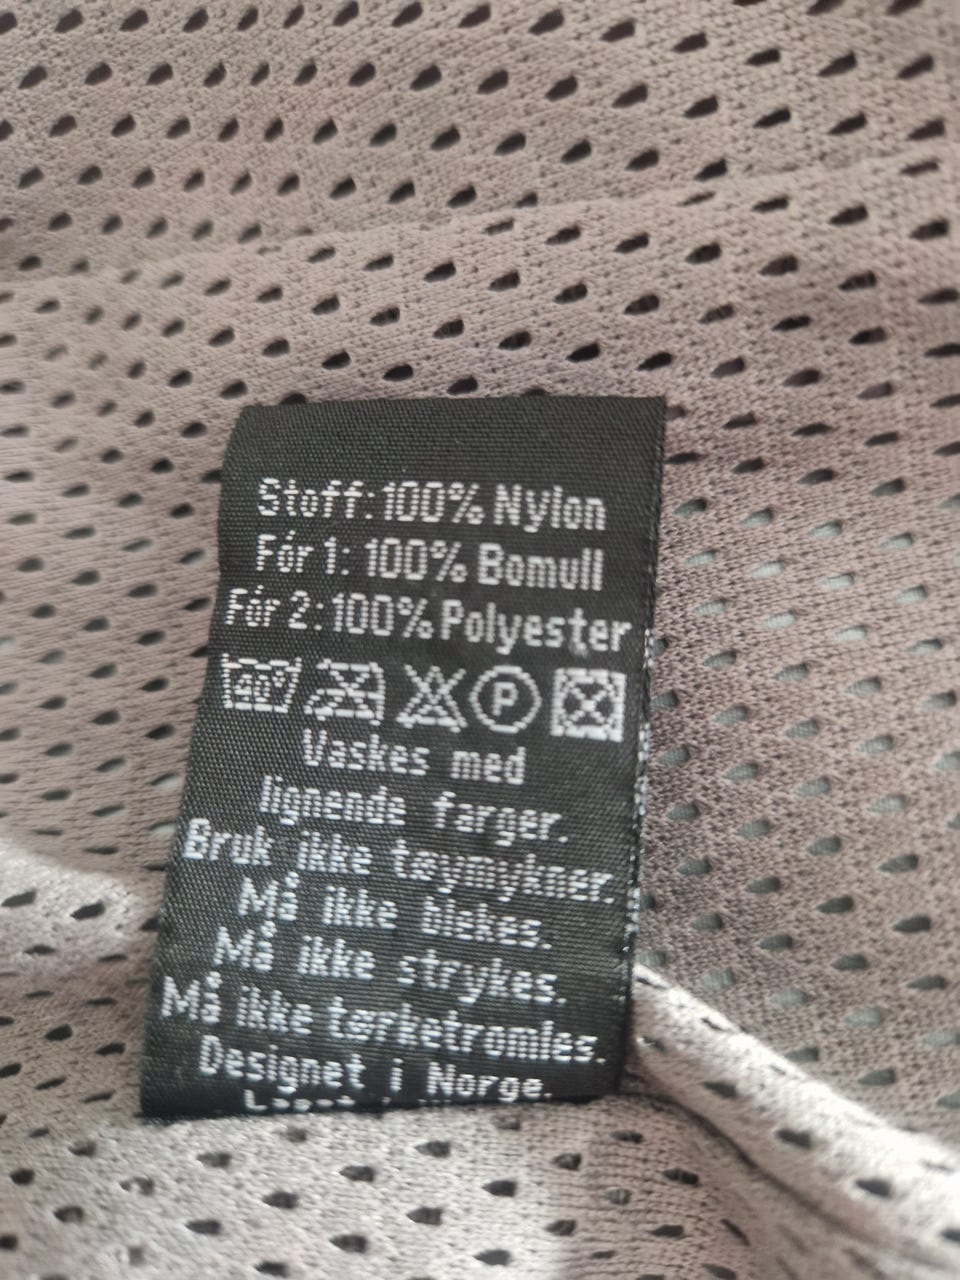 Stoff: 100% Nylon
Fór 1: 100% Bomull
Fór 2: 100% Polyester
40° P
Vaskes med
lignende farger.
Bruk ikke tøymykner.
Må ikke blekes.
Må ikke strykes.
Må ikke tørketromles.
Designet i Norge.